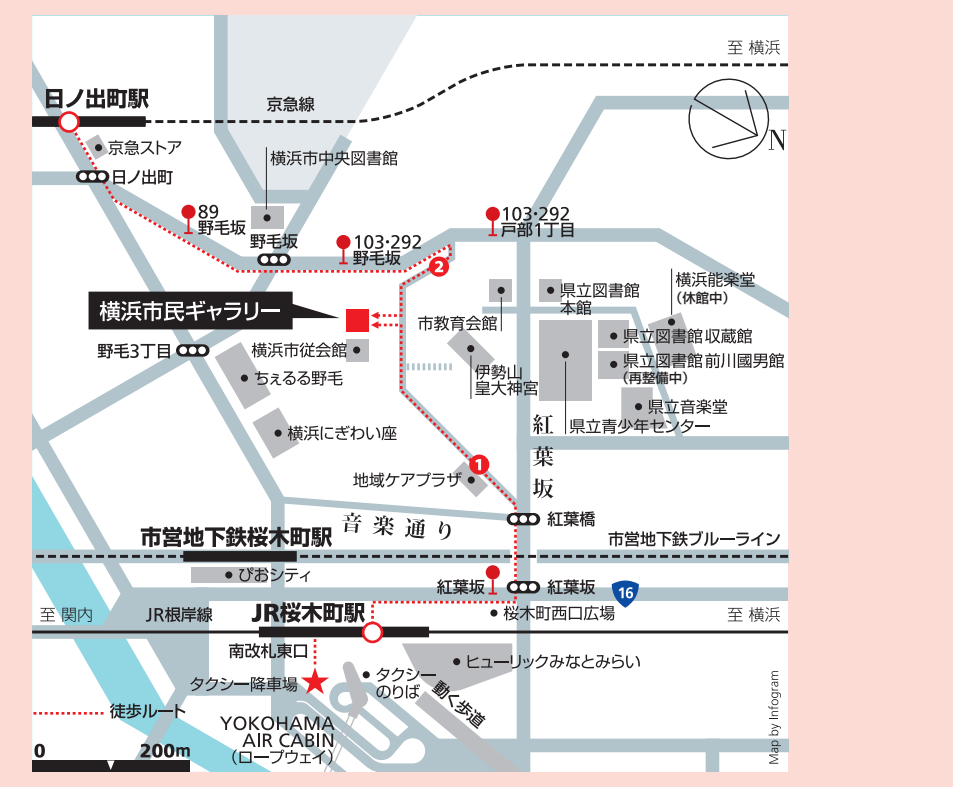 至 横浜
日ノ出町駅
京急線
N
京急ストア
横浜市中央図書館
日ノ出町
89
野毛坂
103・292
戸部1丁目
野毛坂
103・292
野毛坂
2
横浜能楽堂
(休館中)
県立図書館
本館
横浜市民ギャラリー
市教育会館
県立図書館 収蔵館
野毛3丁目
横浜市従会館
県立図書館 前川國男館
(再整備中)
ちぇるる野毛
伊勢山
皇大神宮
県立音楽堂
県立青少年センター
横浜にぎわい座
紅葉坂
1
地域ケアプラザ
音楽通り
紅葉橋
市営地下鉄桜木町駅
市営地下鉄ブルーライン
ぴおシティ
紅葉坂
紅葉坂
16
至 関内
JR根岸線
JR桜木町駅
桜木町西口広場
至 横浜
南改札東口
ヒューリックみなとみらい
タクシー降車場
タクシー
のりば
動く歩道
徒歩ルート
YOKOHAMA
AIR CABIN
(ロープウェイ)
0
200m
Map by Infogram